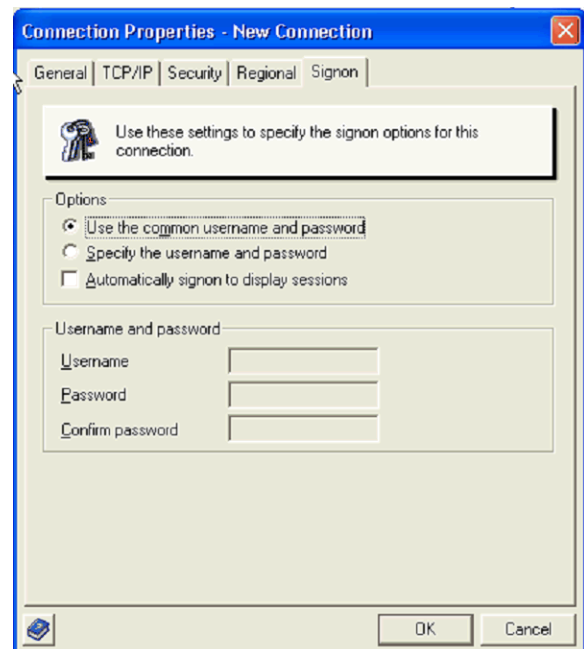 Connection Properties - New Connection
General TCP/IP Security Regional Signon
Use these settings to specify the signon options for this
connection.
Options
Use the common username and password
Specify the username and password
Automatically signon to display sessions
Username and password
Username
Password
Confirm password
OK Cancel